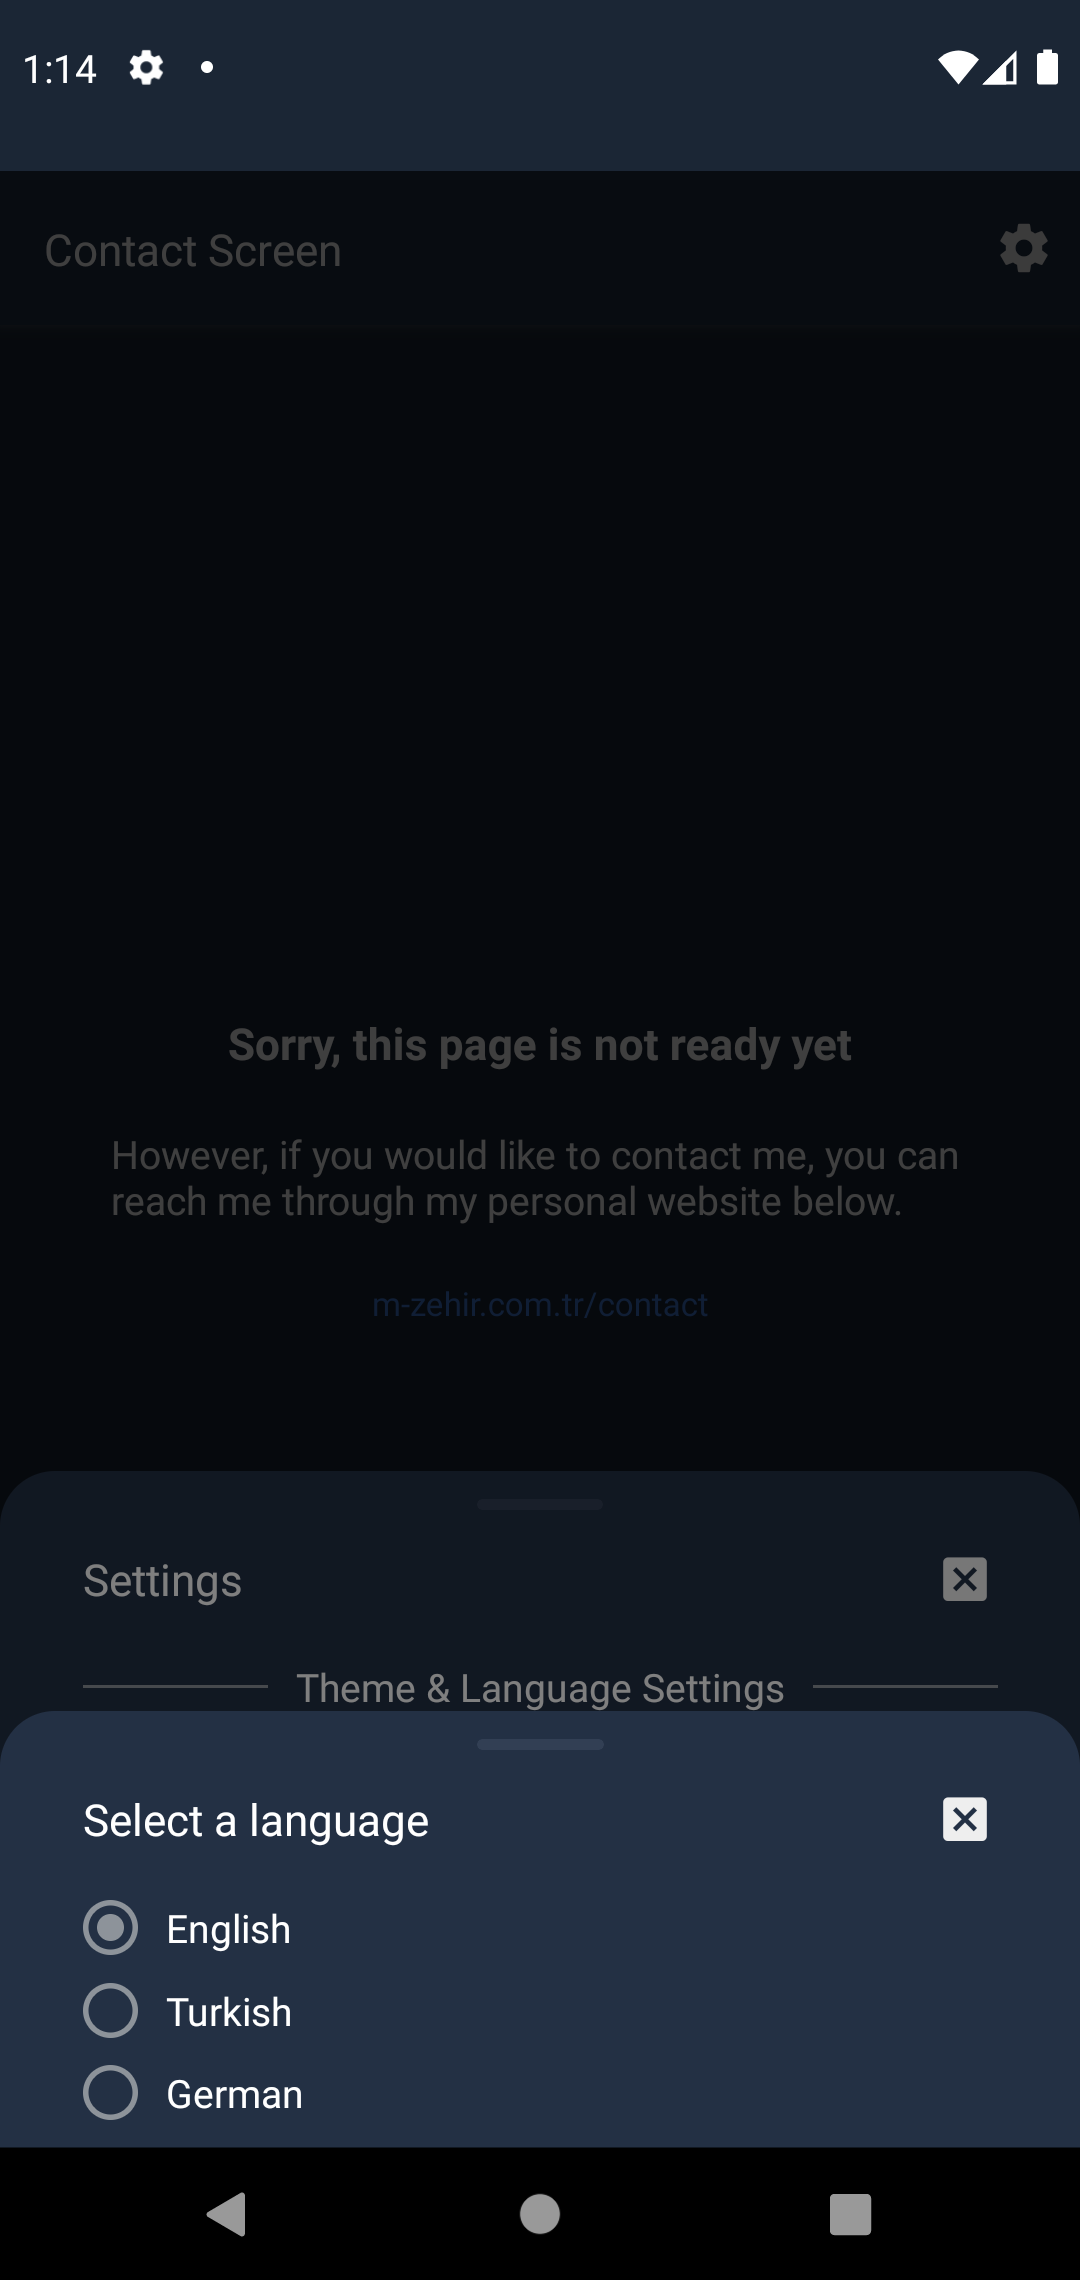 1:14
Contact Screen
Sorry, this page is not ready yet
However, if you would like to contact me, you can
reach me through my personal website below.
m-zehir.com.tr/contact
Settings
Theme & Language Settings
Select a language
English
Turkish
German